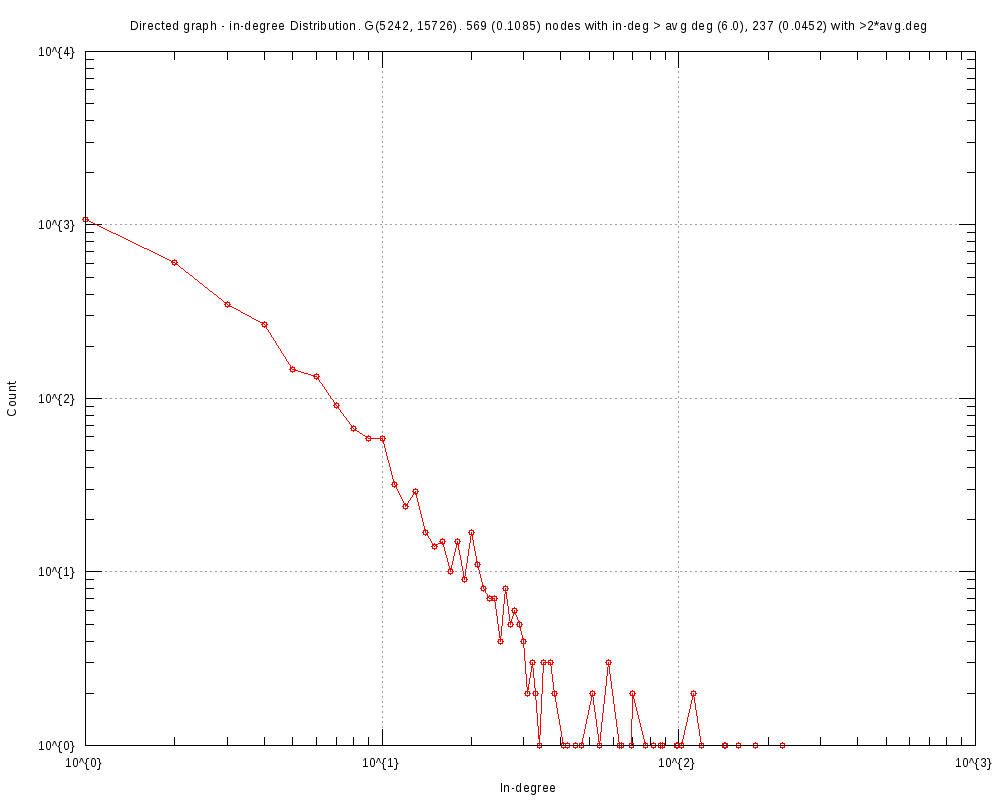 Directed graph - in-degree Distribution. G(5242, 15726). 569 (0.1085) nodes with in-deg > avg deg (6.0), 237 (0.0452) with >2*avg.deg
10^{4}
10^{3}
10^{2}
10^{1}
10^{0}
Count
10^{0} 10^{1} 10^{2} 10^{3}
In-degree